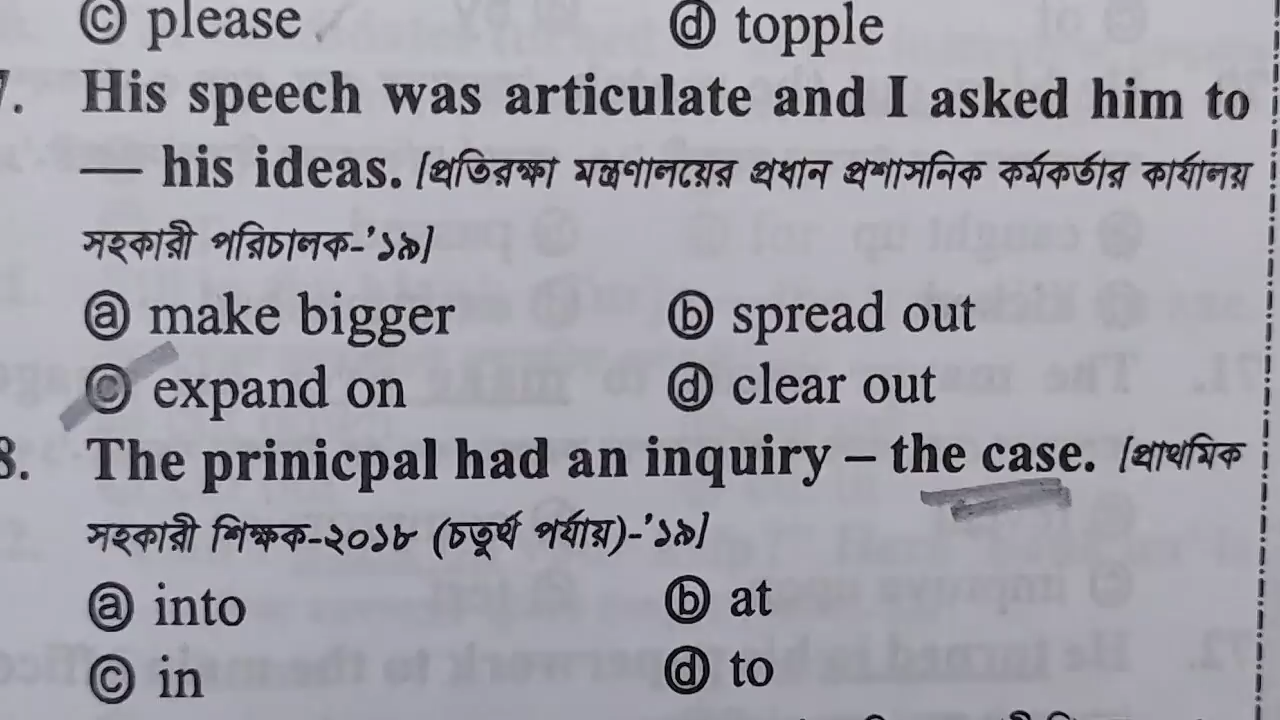 ⓒ please ⓓ topple
7. His speech was articulate and I asked him to
— his ideas. [প্রতিরক্ষা মন্ত্রণালয়ের প্রধান প্রশাসনিক কর্মকর্তার কার্যালয়
সহকারী পরিচালক-'১৯]
ⓐ make bigger ⓑ spread out
ⓒ expand on ⓓ clear out
8. The prinicpal had an inquiry – the case. [প্রাথমিক
সহকারী শিক্ষক-২০১৮ (চতুর্থ পর্যায়)-'১৯]
ⓐ into ⓑ at
ⓒ in ⓓ to